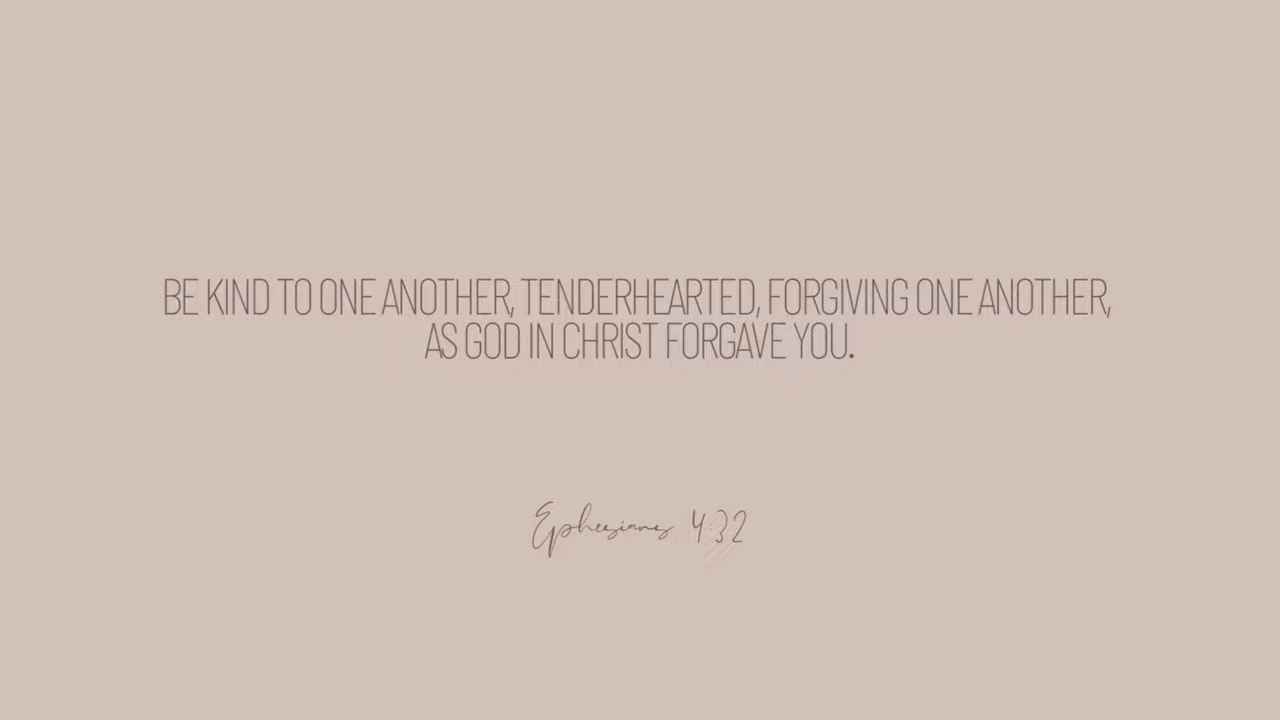 BE KIND TO ONE ANOTHER, TENDERHEARTED, FORGIVING ONE ANOTHER,
AS GOD IN CHRIST FORGAVE YOU.
Ephesians 4:32